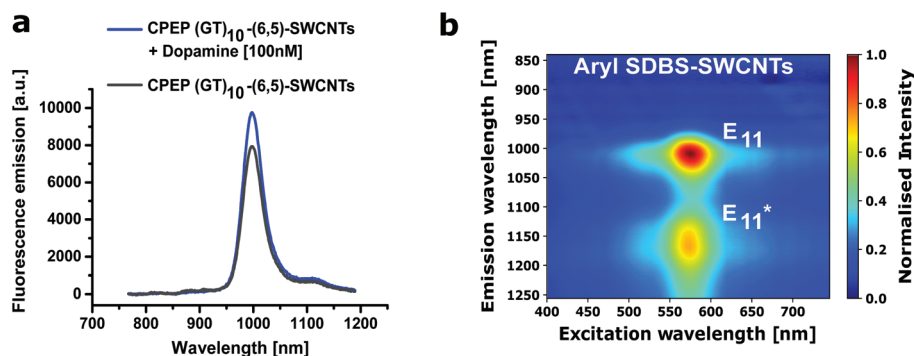 a
CPEP (GT)10-(6,5)-SWCNTs
+ Dopamine [100nM]
CPEP (GT)10-(6,5)-SWCNTs
Fluorescence emission [a.u.]
10000
8000
6000
4000
2000
0
700 800 900 1000 1100 1200
Wavelength [nm]
b
Aryl SDBS-SWCNTs
E11
E11*
Emission wavelength [nm]
850
900
950
1000
1050
1100
1150
1200
1250
400 450 500 550 600 650 700
Excitation wavelength [nm]
1.0
0.8
0.6
0.4
0.2
0.0
Normalised Intensity